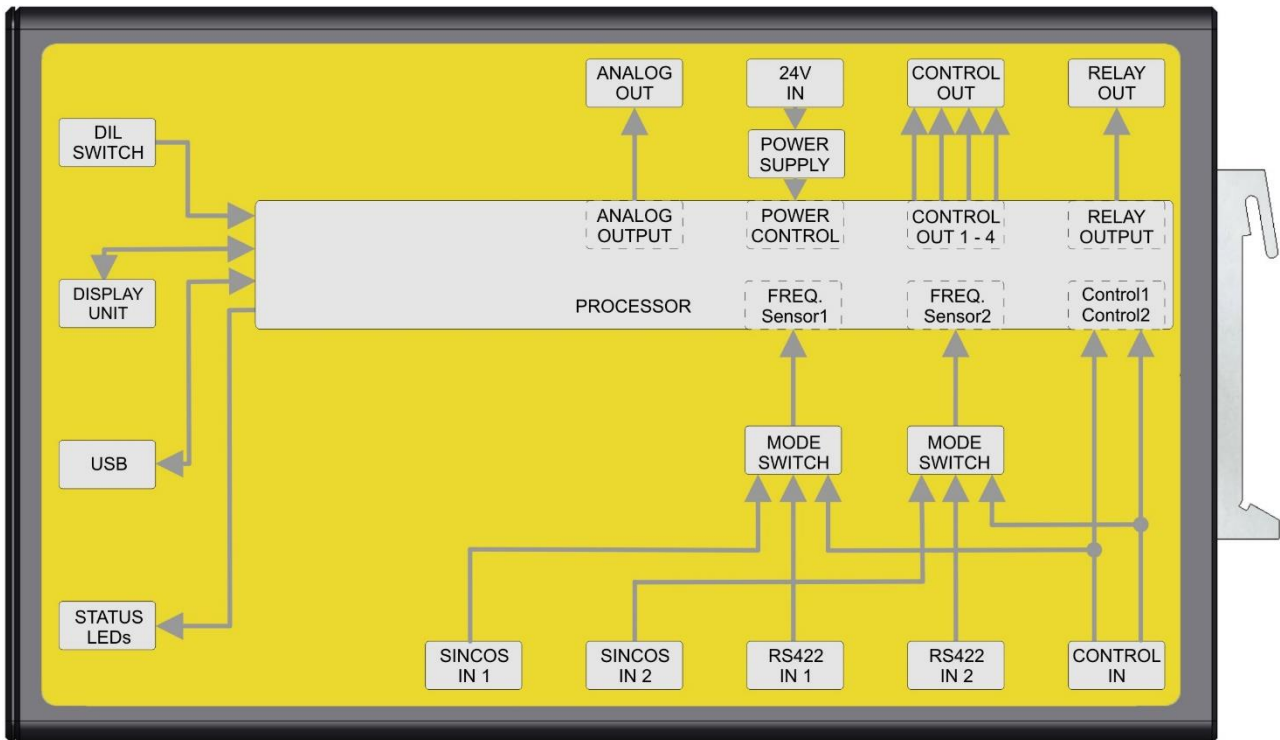 ANALOG
OUT
24V
IN
CONTROL
OUT
RELAY
OUT
DIL
SWITCH
POWER
SUPPLY
ANALOG
OUTPUT
POWER
CONTROL
CONTROL
OUT 1 - 4
RELAY
OUTPUT
DISPLAY
UNIT
PROCESSOR
FREQ.
Sensor1
FREQ.
Sensor2
Control1
Control2
USB
MODE
SWITCH
MODE
SWITCH
STATUS
LEDs
SINCOS
IN 1
SINCOS
IN 2
RS422
IN 1
RS422
IN 2
CONTROL
IN